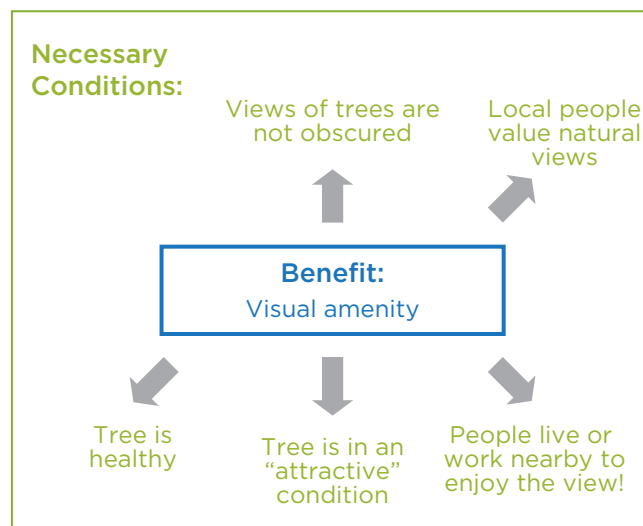 Necessary
Conditions:
Views of trees are
not obscured
Local people
value natural
views
Benefit:
Visual amenity
Tree is
healthy
Tree is in an
“attractive”
condition
People live or
work nearby to
enjoy the view!